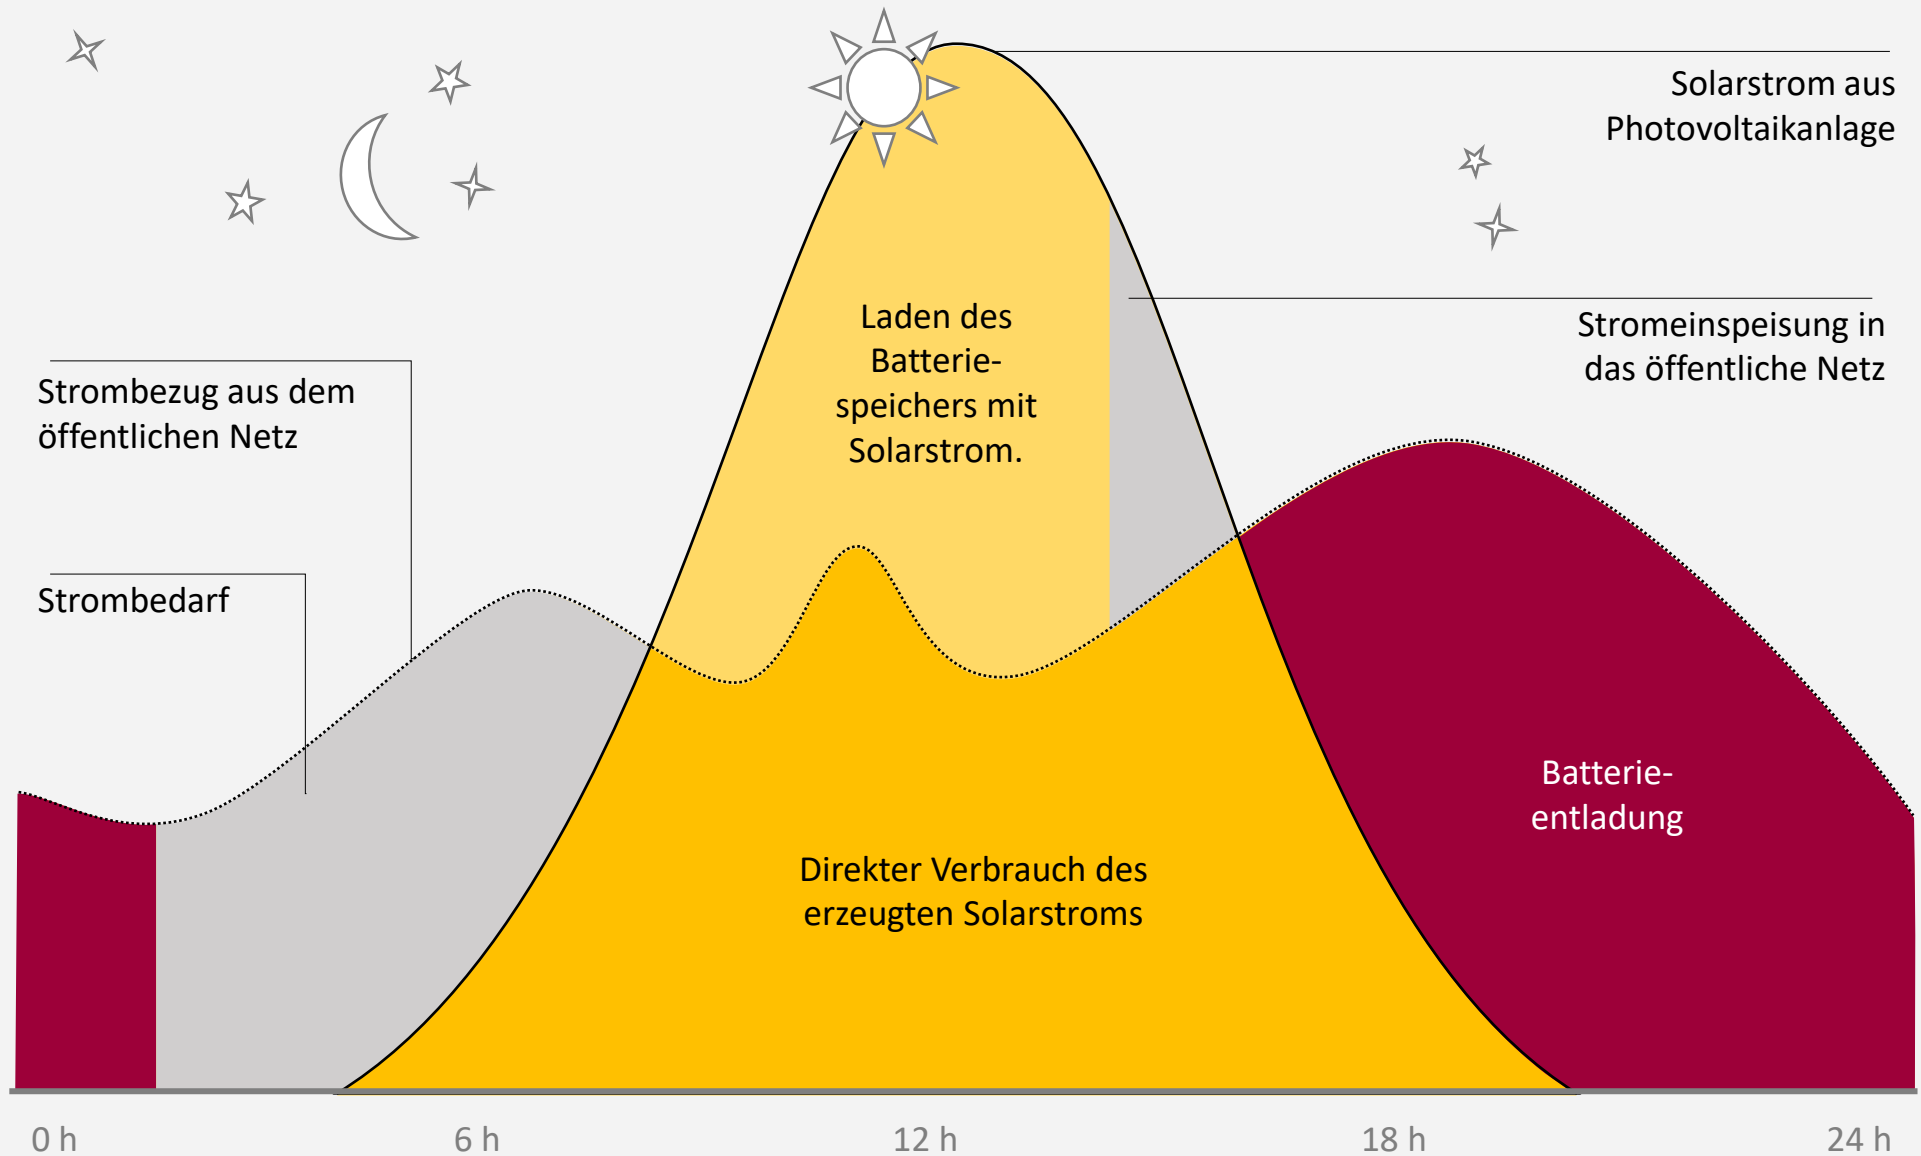 Solarstrom aus
Photovoltaikanlage
Laden des
Batterie-
speichers mit
Solarstrom.
Stromeinspeisung in
das öffentliche Netz
Strombezug aus dem
öffentlichen Netz
Strombedarf
Batterie-
entladung
Direkter Verbrauch des
erzeugten Solarstroms
0 h
6 h
12 h
18 h
24 h